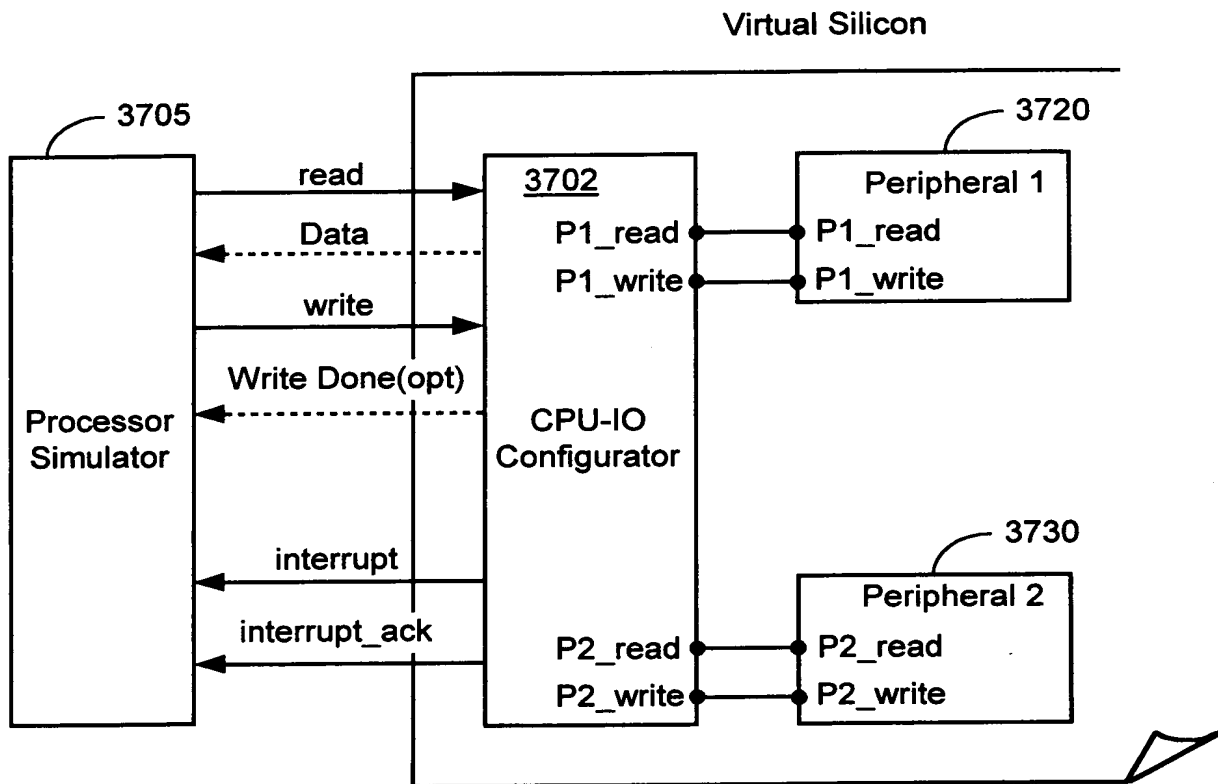 Virtual Silicon
3705
3720
read
3702
Peripheral 1
Data
P1_read
P1_read
P1_write
P1_write
write
Write Done(opt)
Processor
Simulator
CPU-IO
Configurator
3730
interrupt
Peripheral 2
interrupt_ack
P2_read
P2_read
P2_write
P2_write